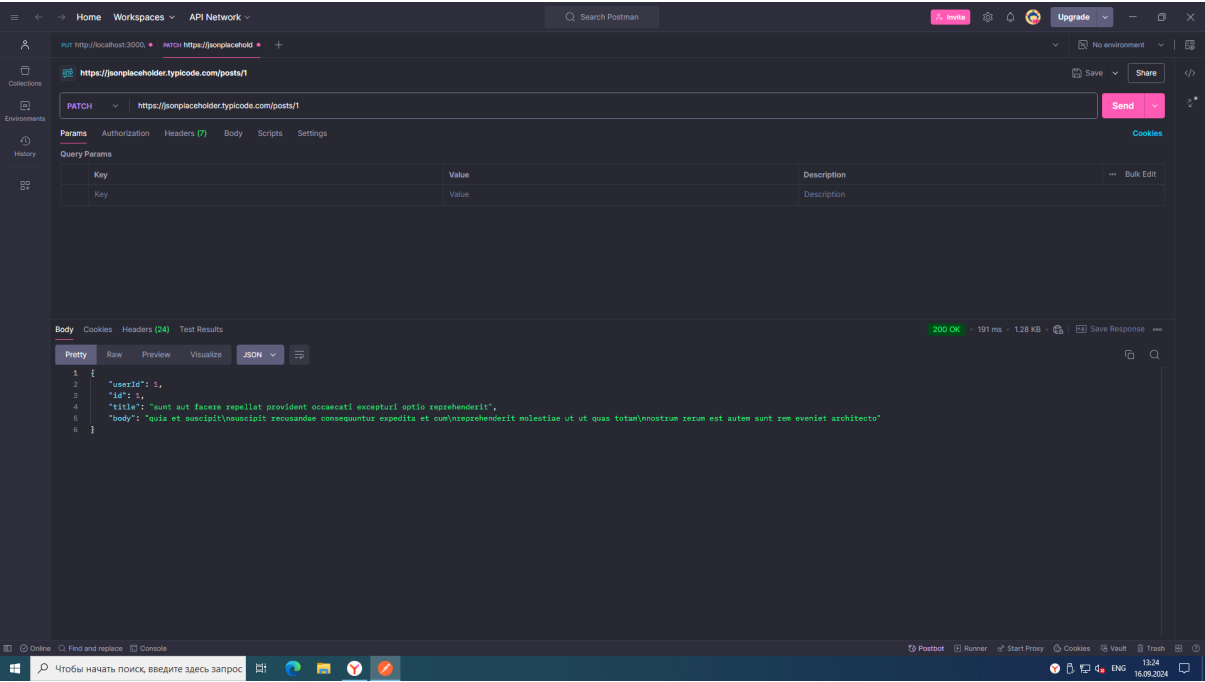 Home Workspaces API Network Search Postman Invite Upgrade
PUT http://localhost:3000, PATCH https://jsonplacehold No environment
HTTP https://jsonplaceholder.typicode.com/posts/1 Save Share
Collections
PATCH https://jsonplaceholder.typicode.com/posts/1 Send
Environments
Params Authorization Headers (7) Body Scripts Settings Cookies
History
Query Params
Key Value Description Bulk Edit
Key Value Description
Body Cookies Headers (24) Test Results 200 OK 191 ms 1.28 KB Save Response
Pretty Raw Preview Visualize JSON
1 {
2 "userId": 1,
3 "id": 1,
4 "title": "sunt aut facere repellat provident occaecati excepturi optio reprehenderit",
5 "body": "quia et suscipit\nsuscipit recusandae consequuntur expedita et cum\nreprehenderit molestiae ut ut quas totam\nnostrum rerum est autem sunt rem eveniet architecto"
6 }
Online Find and replace Console Postbot Runner Start Proxy Cookies Vault Trash
Чтобы начать поиск, введите здесь запрос ENG 13:24
16.09.2024